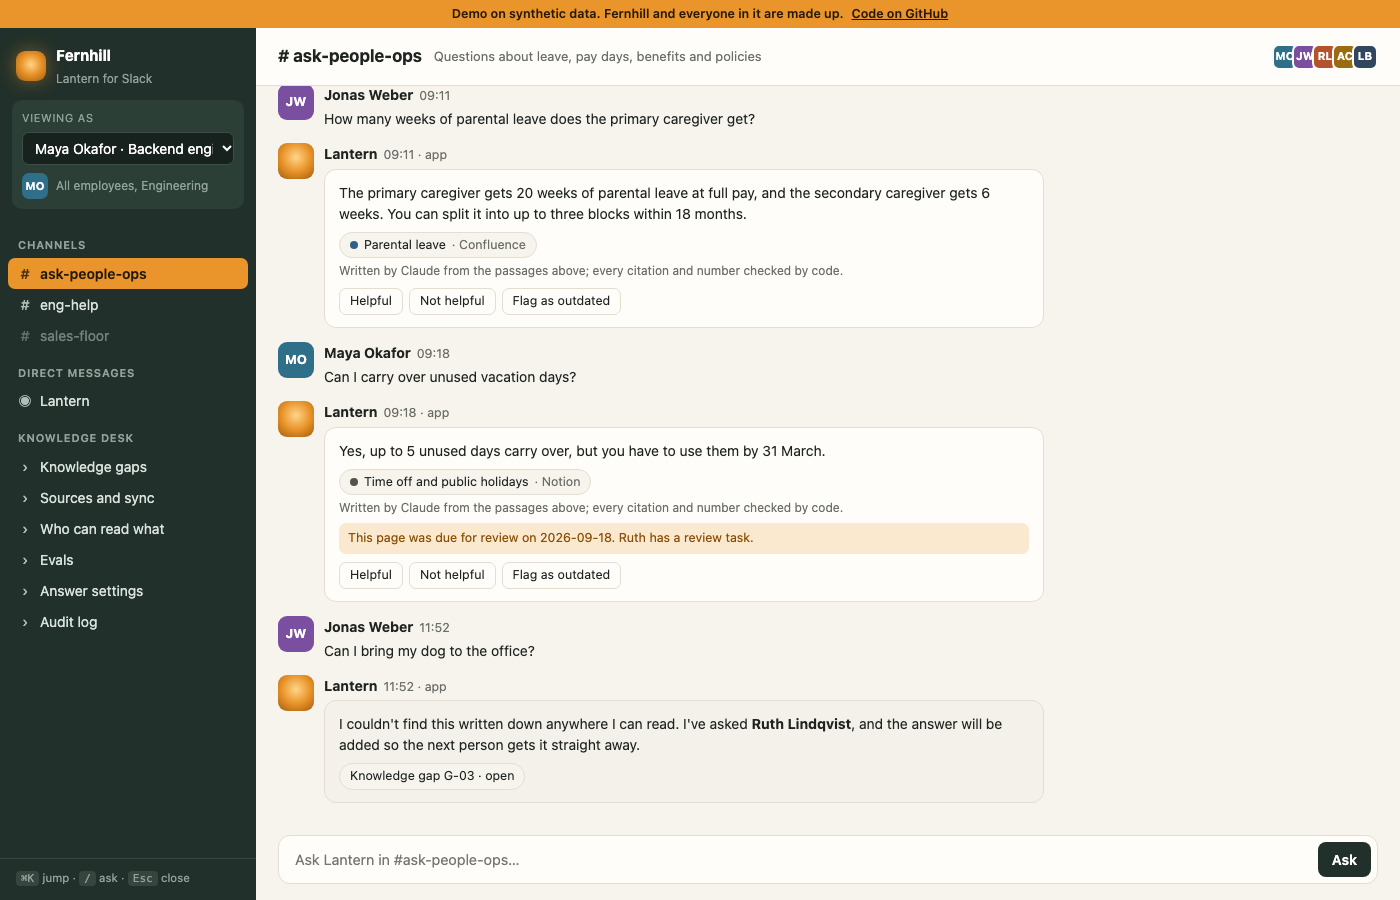 Demo on synthetic data. Fernhill and everyone in it are made up. Code on GitHub
Fernhill
Lantern for Slack
VIEWING AS
Maya Okafor · Backend eng
MO All employees, Engineering
CHANNELS
# ask-people-ops
# eng-help
# sales-floor
DIRECT MESSAGES
Lantern
KNOWLEDGE DESK
› Knowledge gaps
› Sources and sync
› Who can read what
› Evals
› Answer settings
› Audit log
⌘K jump · / ask · Esc close
# ask-people-ops Questions about leave, pay days, benefits and policies
MO JW RL AC LB
JW Jonas Weber 09:11
How many weeks of parental leave does the primary caregiver get?
Lantern 09:11 · app
The primary caregiver gets 20 weeks of parental leave at full pay, and the secondary caregiver gets 6
weeks. You can split it into up to three blocks within 18 months.
Parental leave · Confluence
Written by Claude from the passages above; every citation and number checked by code.
Helpful Not helpful Flag as outdated
MO Maya Okafor 09:18
Can I carry over unused vacation days?
Lantern 09:18 · app
Yes, up to 5 unused days carry over, but you have to use them by 31 March.
Time off and public holidays · Notion
Written by Claude from the passages above; every citation and number checked by code.
This page was due for review on 2026-09-18. Ruth has a review task.
Helpful Not helpful Flag as outdated
JW Jonas Weber 11:52
Can I bring my dog to the office?
Lantern 11:52 · app
I couldn't find this written down anywhere I can read. I've asked Ruth Lindqvist, and the answer will be
added so the next person gets it straight away.
Knowledge gap G-03 · open
Ask Lantern in #ask-people-ops...
Ask